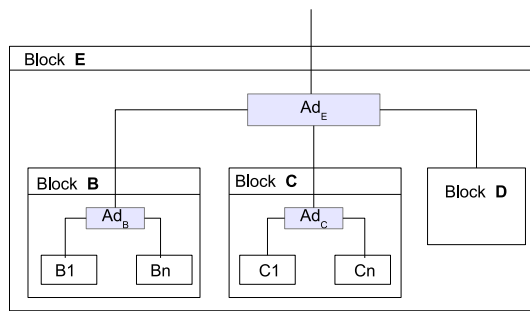 Block E
Ad_E
Block B
Block C
Block D
Ad_B
Ad_C
B1
Bn
C1
Cn